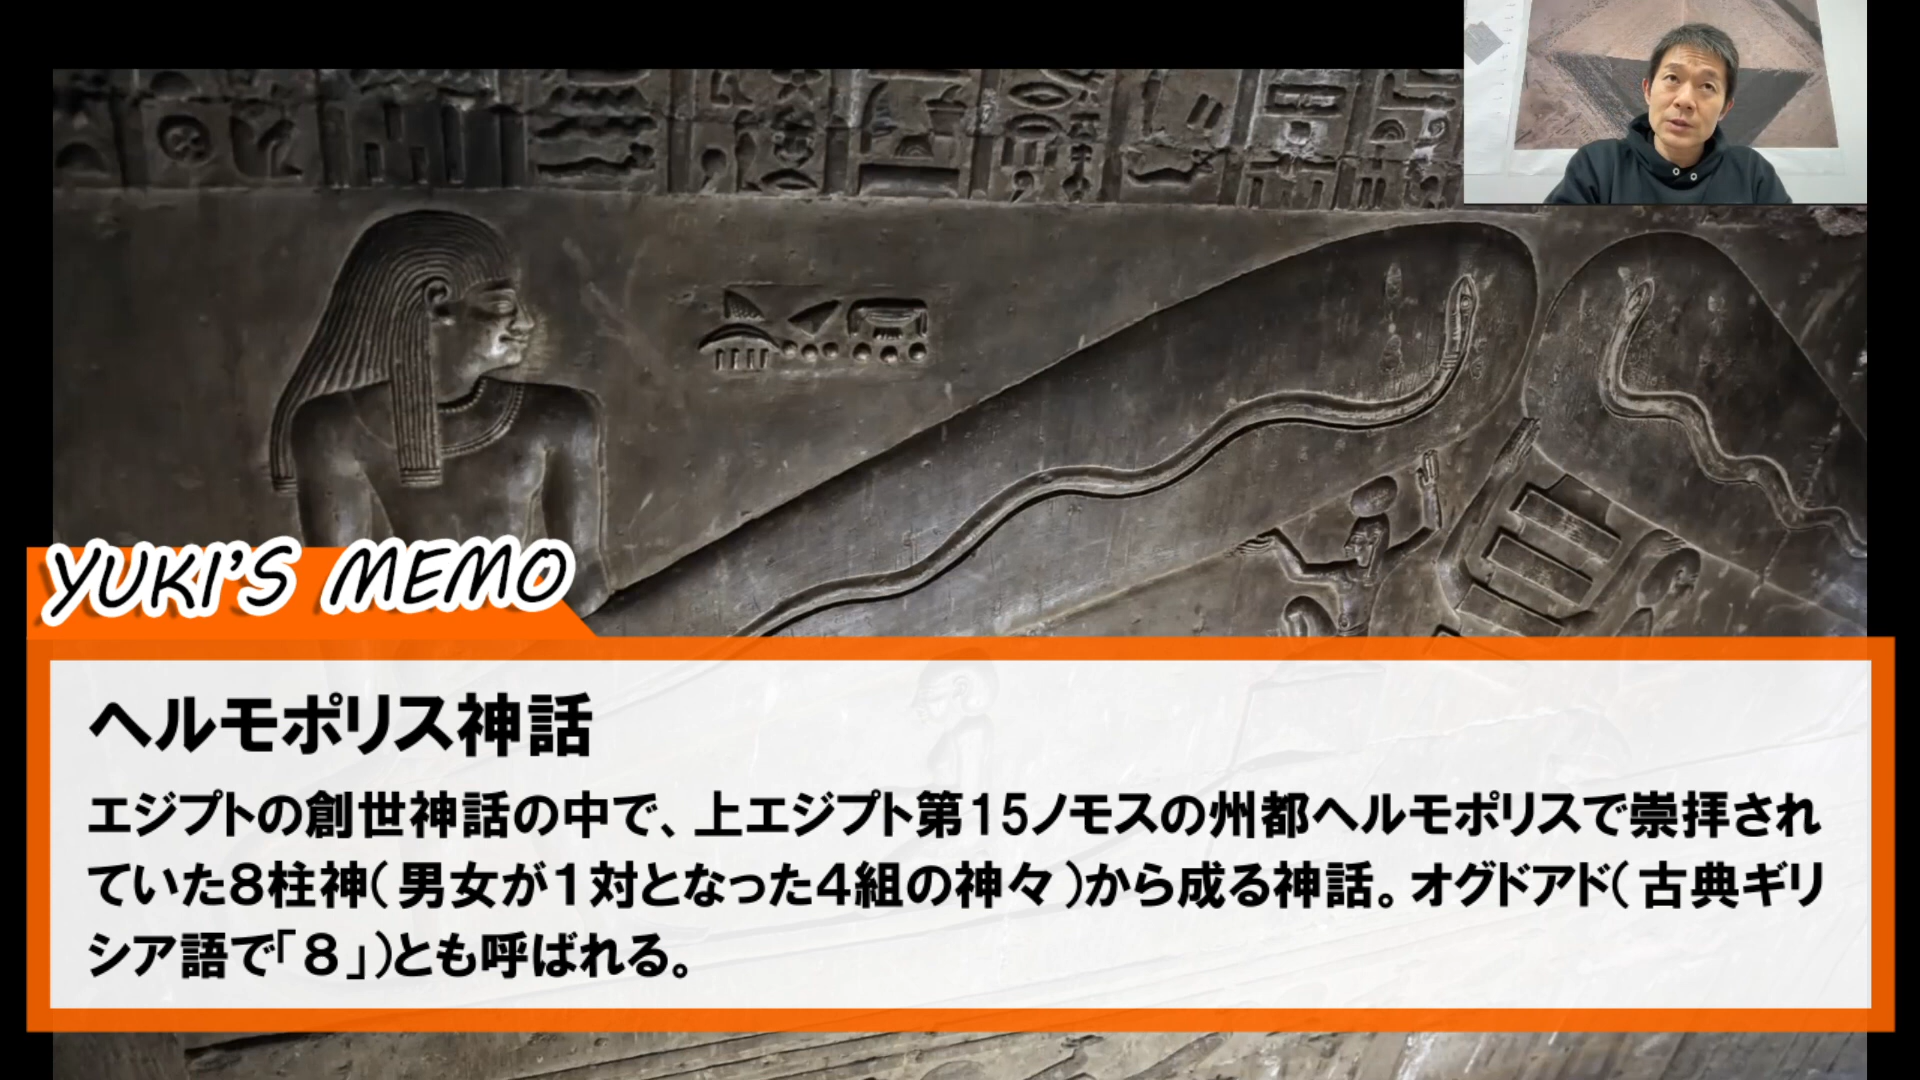 YUKI'S MEMO
ヘルモポリス神話
エジプトの創世神話の中で、上エジプト第15ノモスの州都ヘルモポリスで崇拝され
ていた8柱神(男女が1対となった4組の神々)から成る神話。オグドアド(古典ギリ
シア語で「8」)とも呼ばれる。